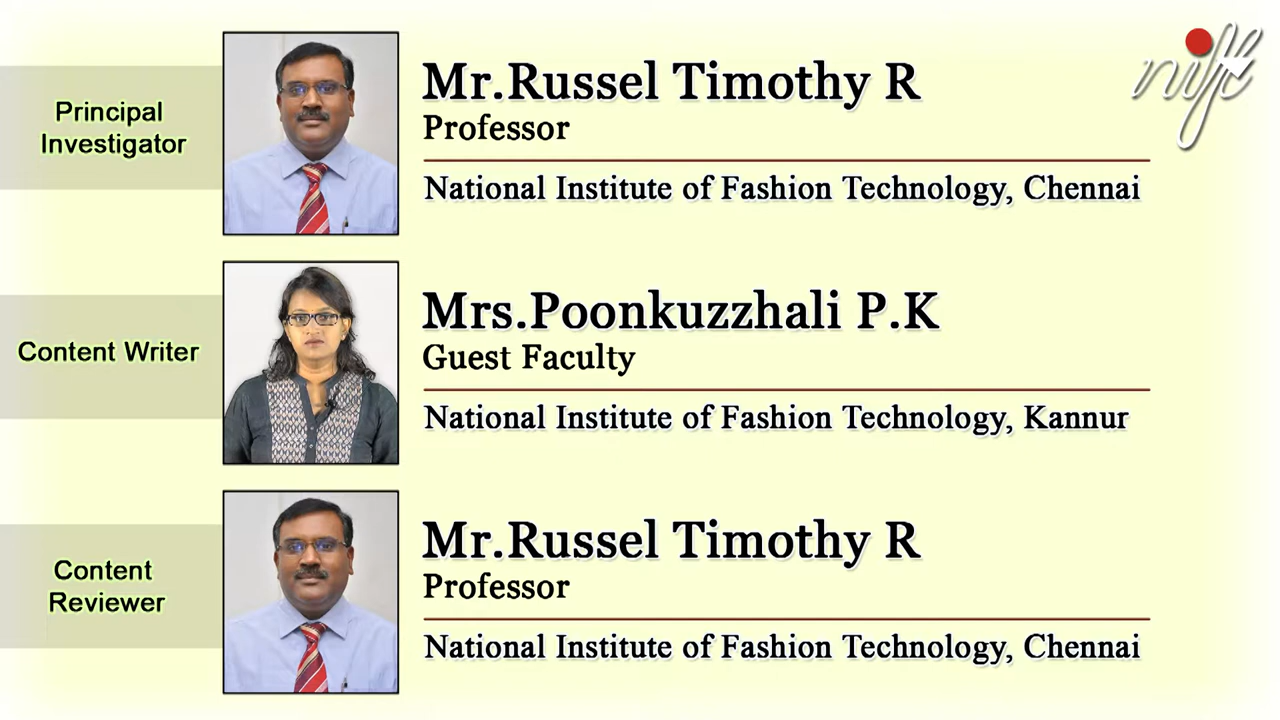 Principal
Investigator
Mr.Russel Timothy R
Professor
National Institute of Fashion Technology, Chennai
Content Writer
Mrs.Poonkuzzhali P.K
Guest Faculty
National Institute of Fashion Technology, Kannur
Content
Reviewer
Mr.Russel Timothy R
Professor
National Institute of Fashion Technology, Chennai
nift